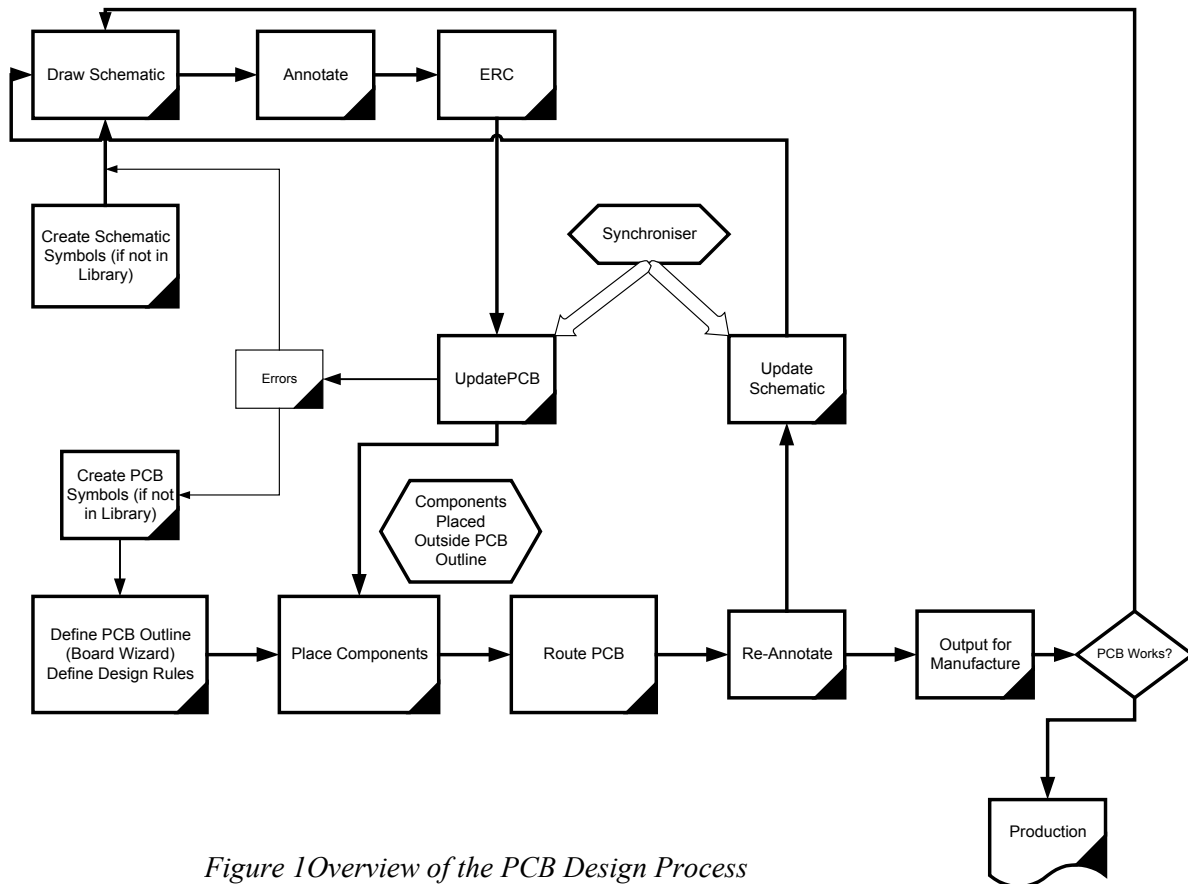 Draw Schematic
Annotate
ERC
Create Schematic
Symbols (if not in
Library)
Synchroniser
Errors
UpdatePCB
Update
Schematic
Create PCB
Symbols (if not
in Library)
Components
Placed
Outside PCB
Outline
Define PCB Outline
(Board Wizard)
Define Design Rules
Place Components
Route PCB
Re-Annotate
Output for
Manufacture
PCB Works?
Production
Figure 1Overview of the PCB Design Process